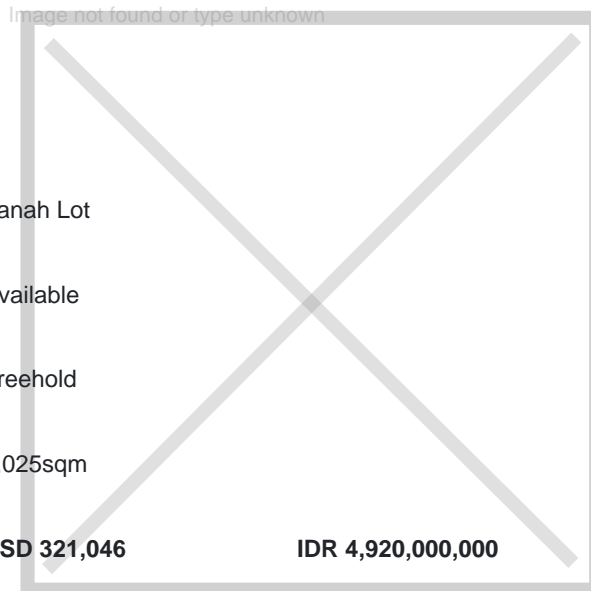 Image not found or type unknown
anah Lot
vailable
reehold
025sqm
SD 321,046 IDR 4,920,000,000